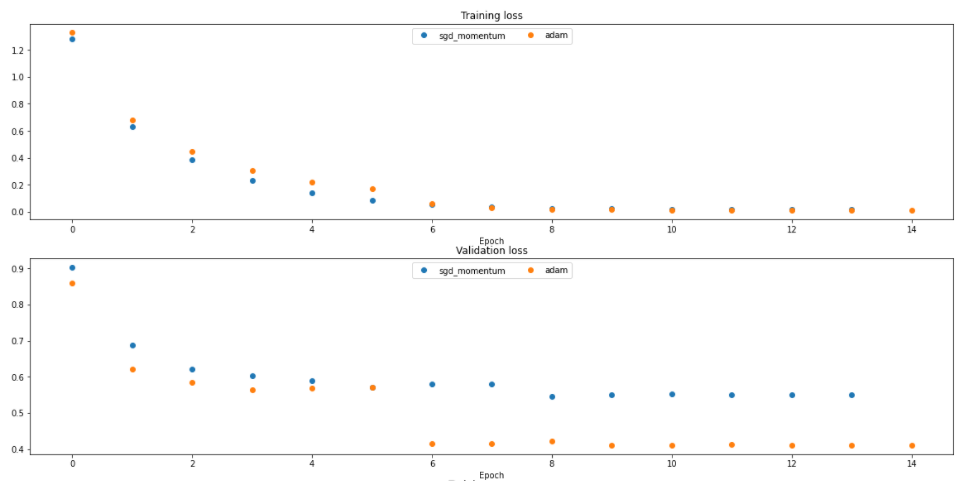 Training loss
sgd_momentum adam
1.2
1.0
0.8
0.6
0.4
0.2
0.0
0 2 4 6 8 10 12 14
Epoch
Validation loss
sgd_momentum adam
0.9
0.8
0.7
0.6
0.5
0.4
0 2 4 6 8 10 12 14
Epoch